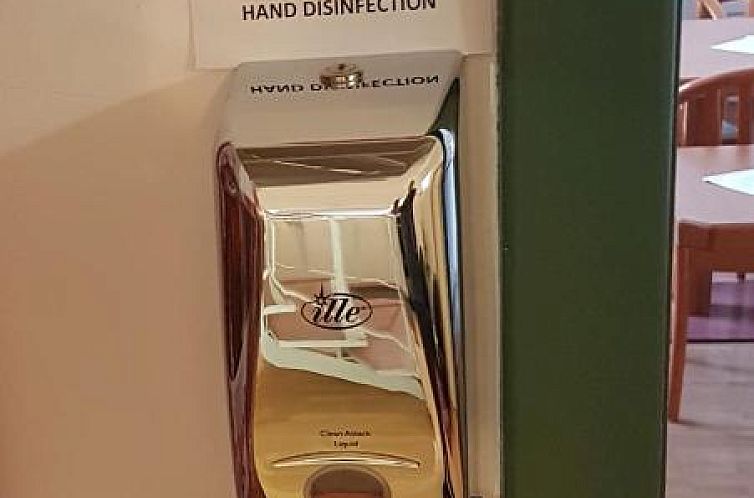 HAND DISINFECTION
HAND DISINFECTION
ille
Clean Attack
Liquid